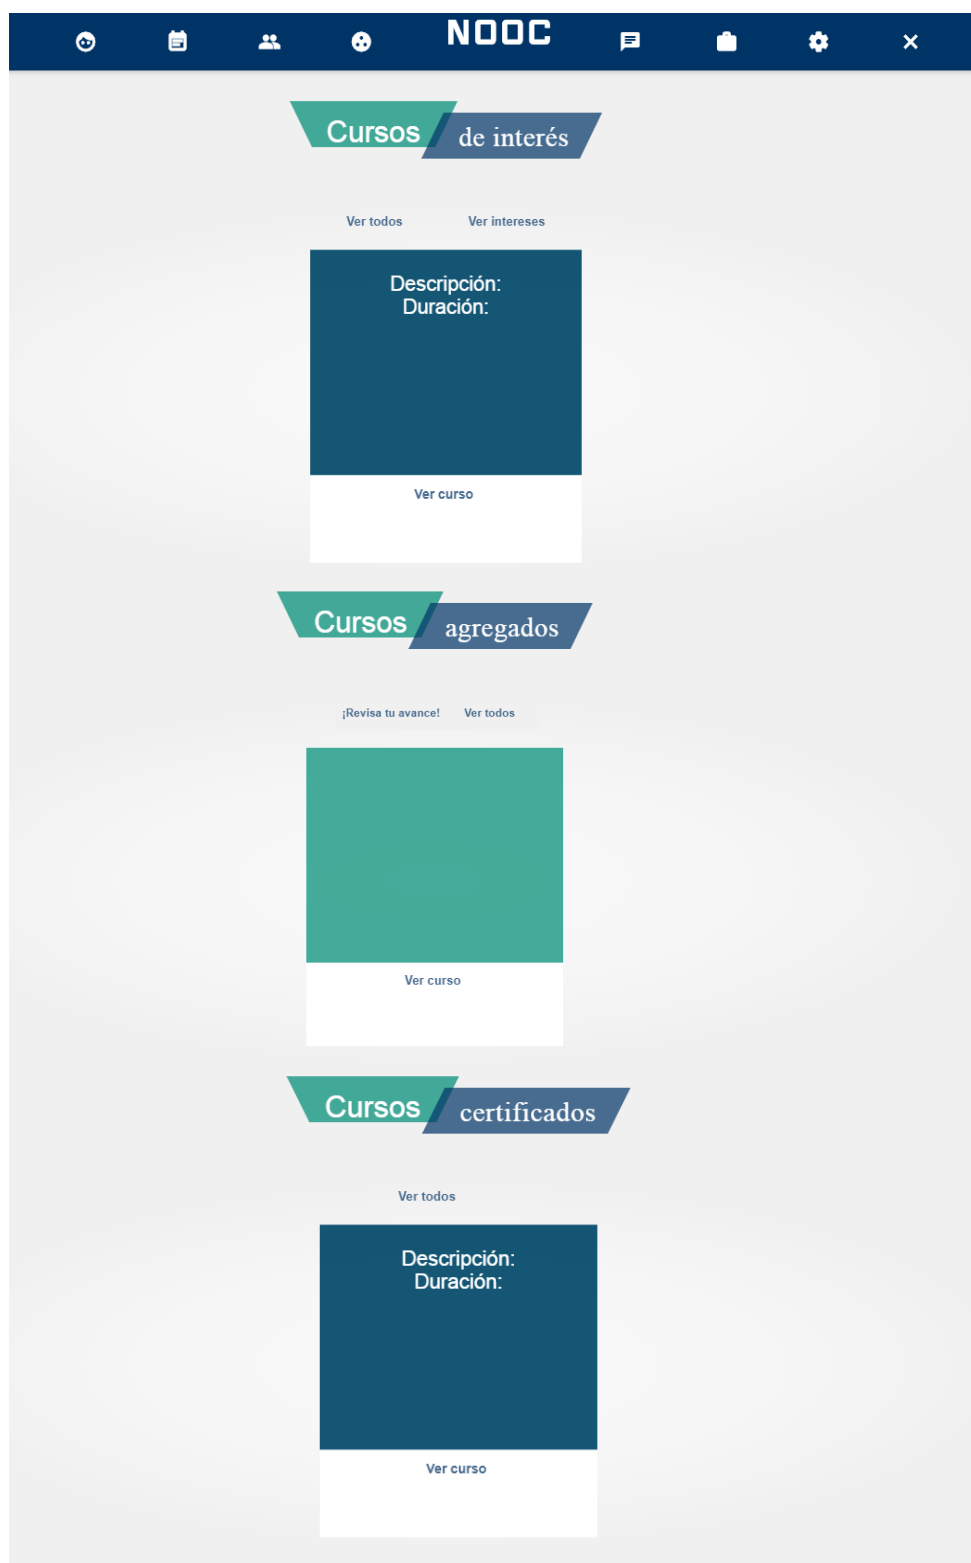 NOOC
Cursos de interés
Ver todos Ver intereses
Descripción:
Duración:
Ver curso
Cursos agregados
¡Revisa tu avance! Ver todos
Ver curso
Cursos certificados
Ver todos
Descripción:
Duración:
Ver curso